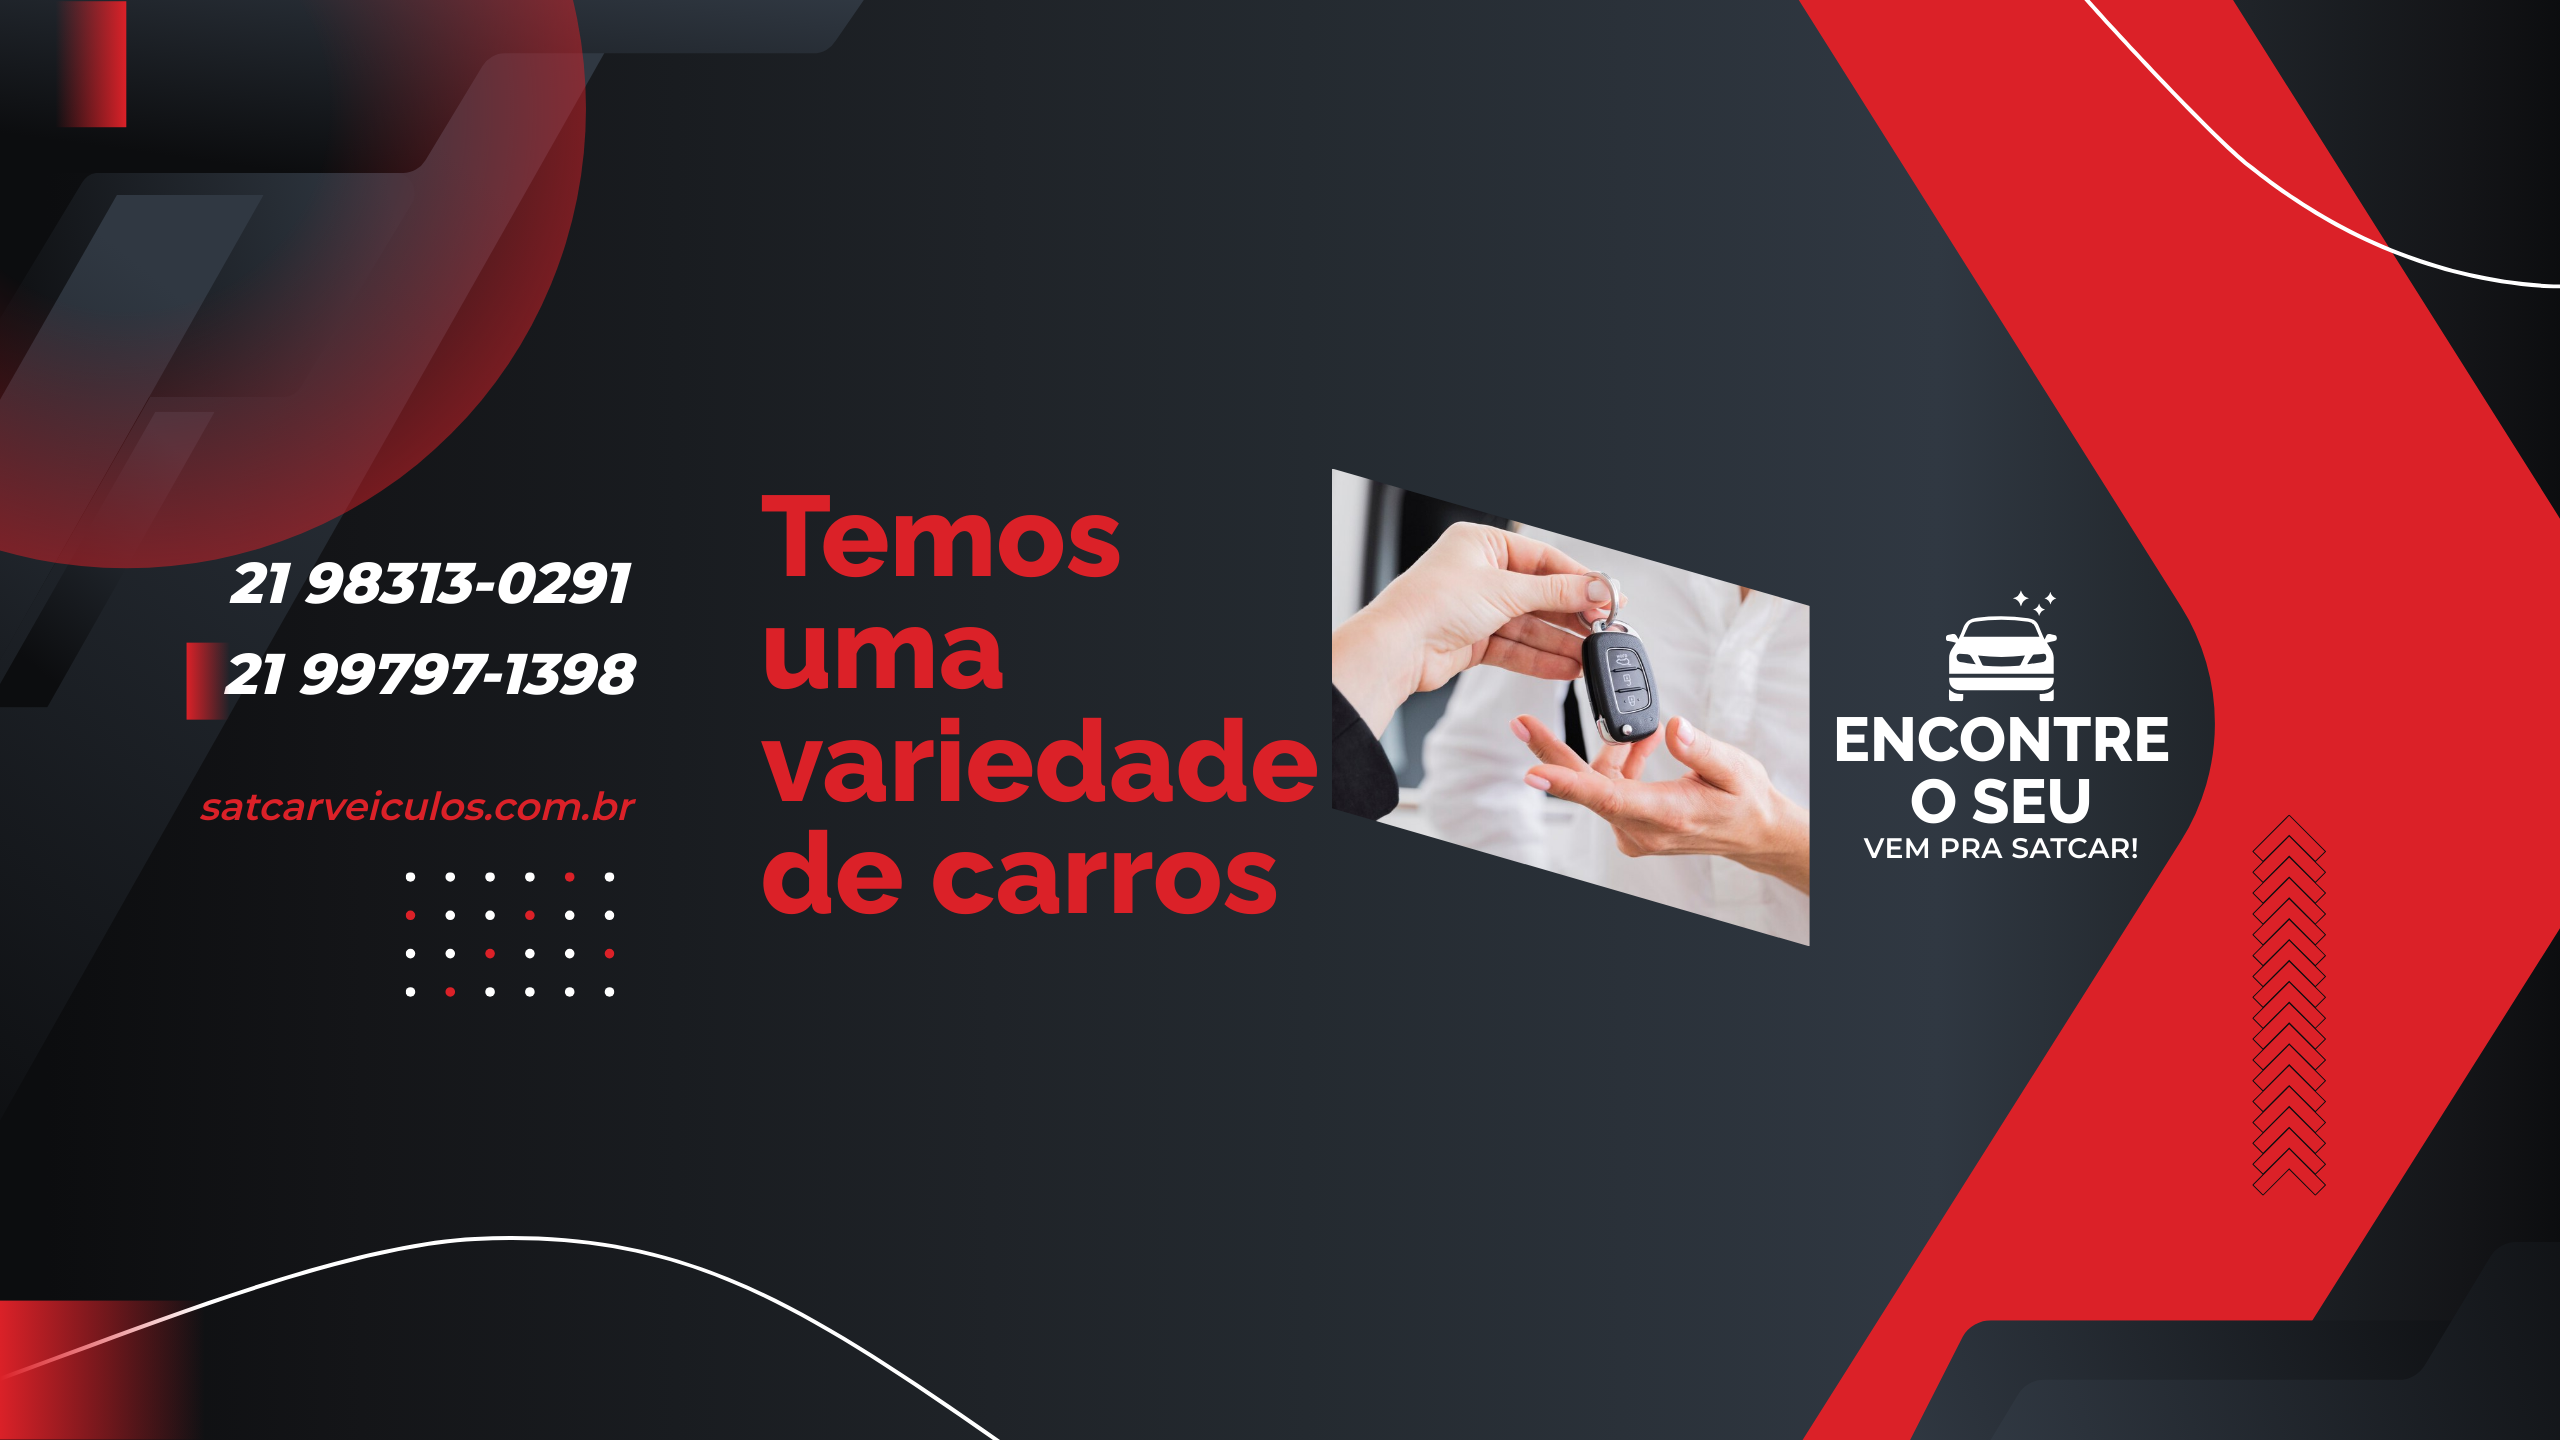 21 98313-0291
21 99797-1398
satcarveiculos.com.br
Temos
uma
variedade
de carros
ENCONTRE
O SEU
VEM PRA SATCAR!